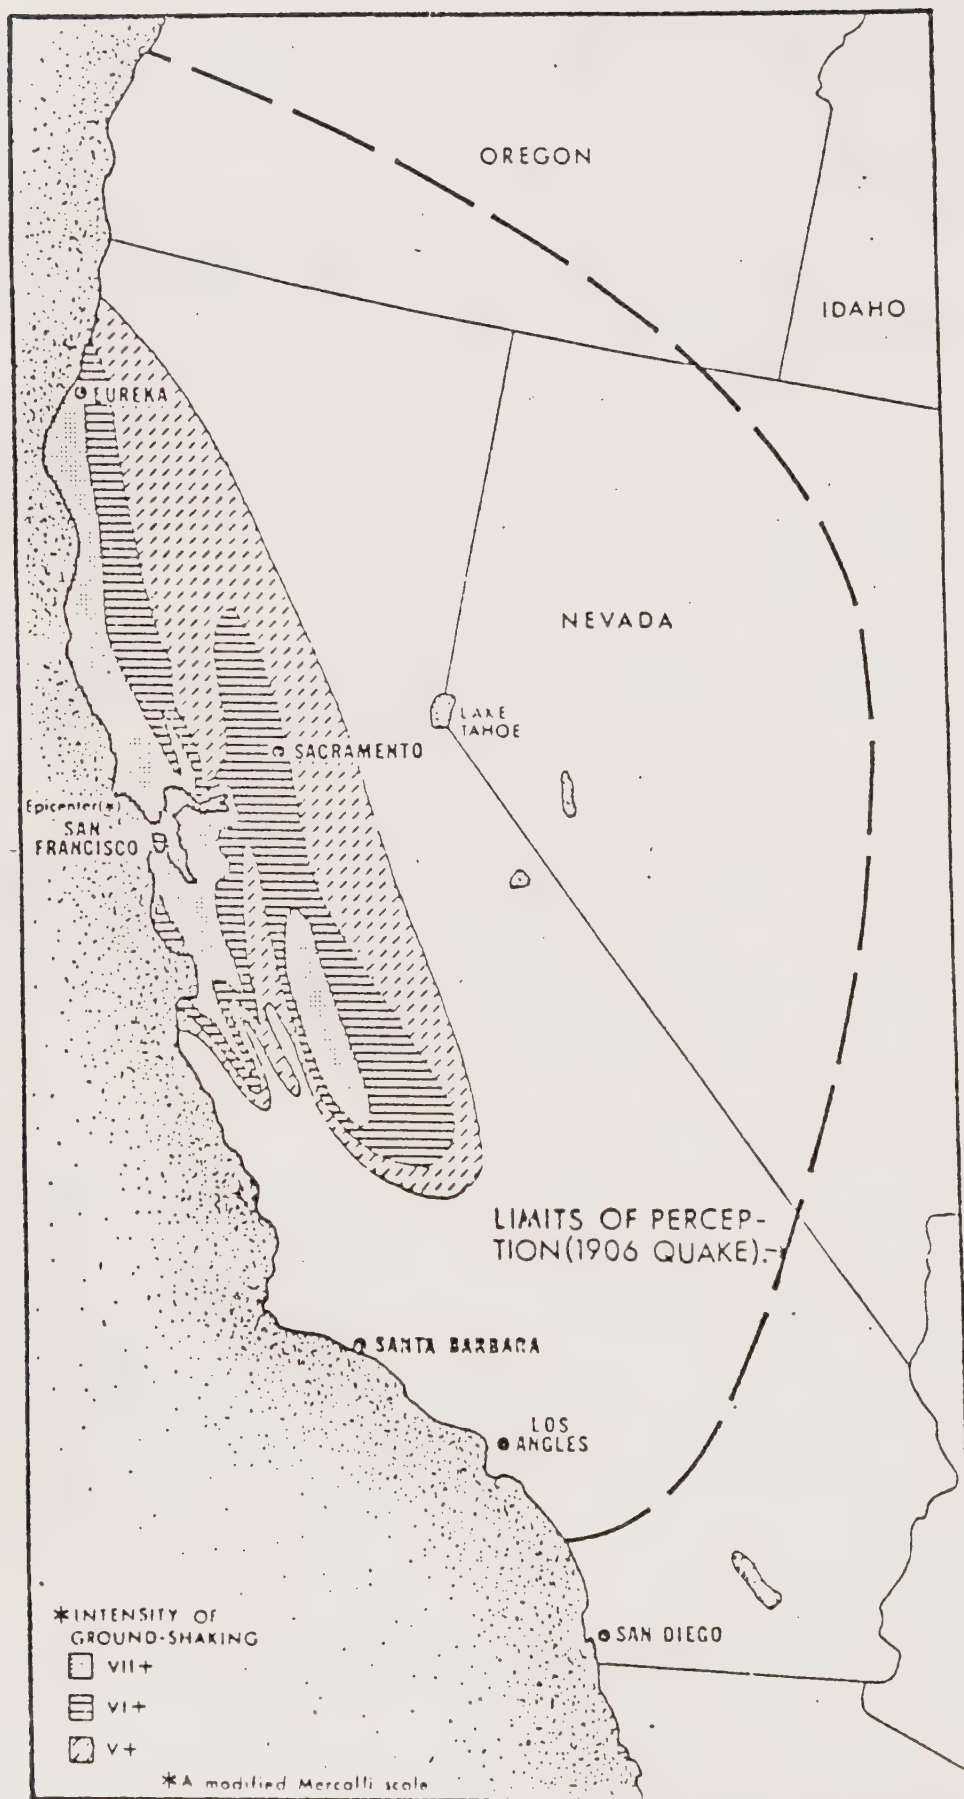 OREGON
IDAHO
EUREKA
NEVADA
LAKE
TAHOE
SACRAMENTO
Epicenter(*)
SAN
FRANCISCO
LIMITS OF PERCEP-
TION(1906 QUAKE).
SANTA BARBARA
LOS
ANGLES
*INTENSITY OF
GROUND-SHAKING
VII+
VI+
V+
SAN DIEGO
*A modified Mercalli scale